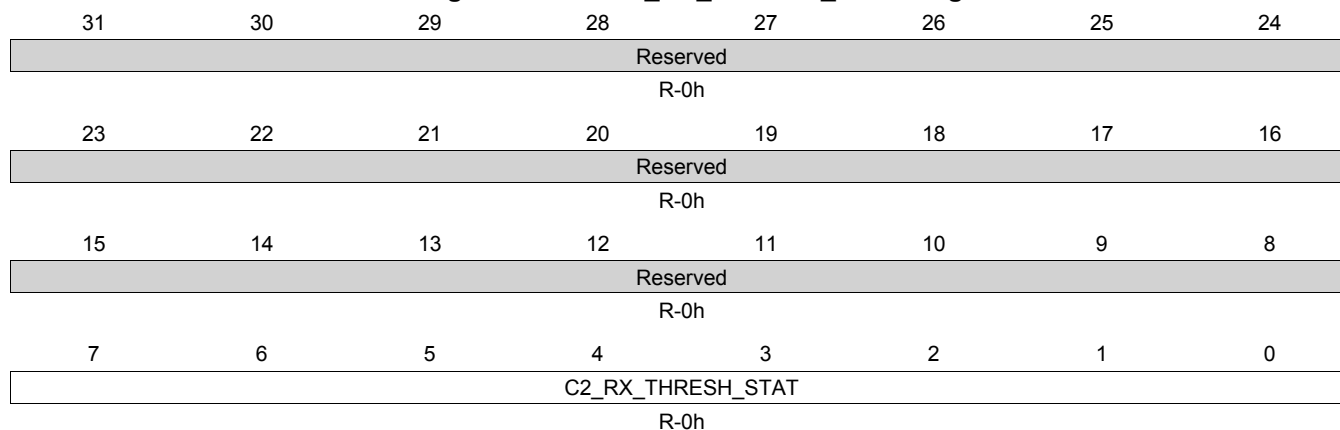 31 30 29 28 27 26 25 24
Reserved
R-0h
23 22 21 20 19 18 17 16
Reserved
R-0h
15 14 13 12 11 10 9 8
Reserved
R-0h
7 6 5 4 3 2 1 0
C2_RX_THRESH_STAT
R-0h